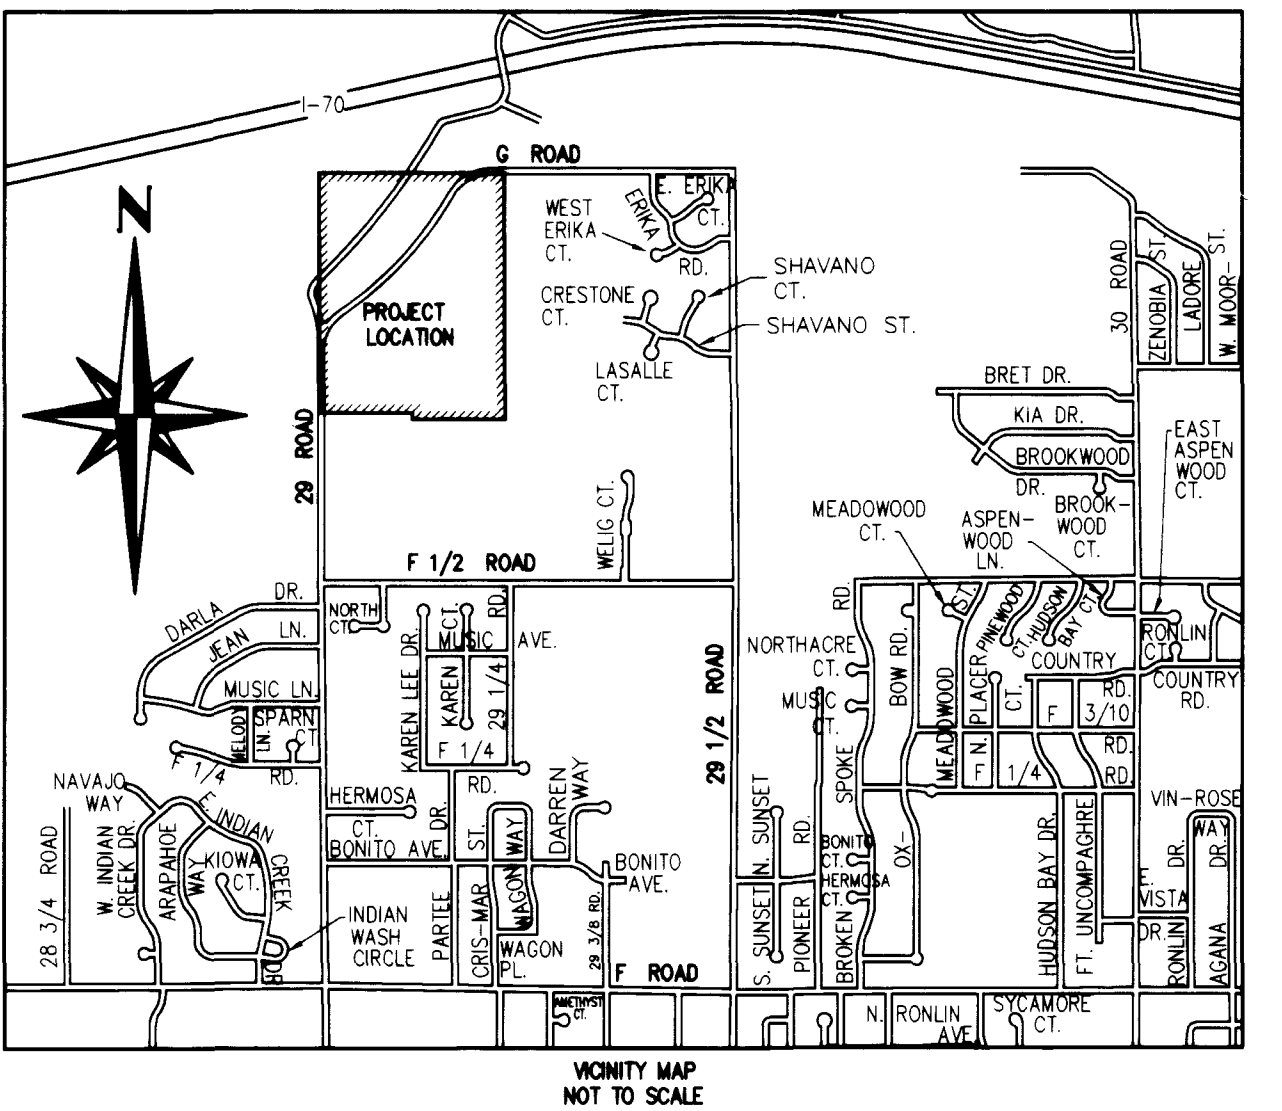 I-70
N
G ROAD
E. ERIKA
CT.
ERIKA
RD.
WEST
ERIKA
CT.
SHAVANO
CT.
CRESTONE
CT.
SHAVANO ST.
LASALLE
CT.
PROJECT
LOCATION
29 ROAD
30 ROAD
ZENOBIA
ST.
LADORE
ST.
W. MOOR-
BRET DR.
KIA DR.
BROOKWOOD
DR.
BROOK-
WOOD
CT.
EAST
ASPEN
WOOD
CT.
MEADOWOOD
CT.
ASPEN-
WOOD
LN.
WELIG CT.
F 1/2 ROAD
DARLA
DR.
JEAN
LN.
MUSIC LN.
MELODY
LN.
SPARN
CT
F 1/4
RD.
NORTH
CT.
KAREN LEE DR.
KAREN
CT.
MUSIC AVE.
29 1/4
RD.
F 1/4
RD.
29 1/2 ROAD
NORTHACRE
CT.
MUSIC
CT.
RD.
SPOKE
BROKEN
BOW RD.
OX-
MEADOWOOD
ST.
PLACER
N.
CT.
PINEWOOD
CT.
HUDSON
BAY CT.
COUNTRY
RD.
RONLIN
CT.
COUNTRY
RD.
F 3/10
RD.
F 1/4
RD.
NAVAJO
WAY
W. INDIAN
CREEK DR.
ARAPAHOE
WAY
E. INDIAN
CREEK
DR
KIOWA
CT.
INDIAN
WASH
CIRCLE
28 3/4 ROAD
HERMOSA
CT.
BONITO AVE.
PARTEE
DR.
CRIS-MAR
ST.
WAGON WAY
WAGON
PL.
DARREN
WAY
BONITO
AVE.
29 3/8 RD.
S. SUNSET
N. SUNSET
PIONEER
RD.
BONITO
CT.
HERMOSA
CT.
HUDSON BAY DR.
FT. UNCOMPAGHRE
VIN-ROSE
WAY
E.
VISTA
DR.
RONLIN
DR.
AGANA
DR.
F ROAD
AMETHYST
CT.
N. RONLIN
AVE.
SYCAMORE
CT.
VICINITY MAP
NOT TO SCALE